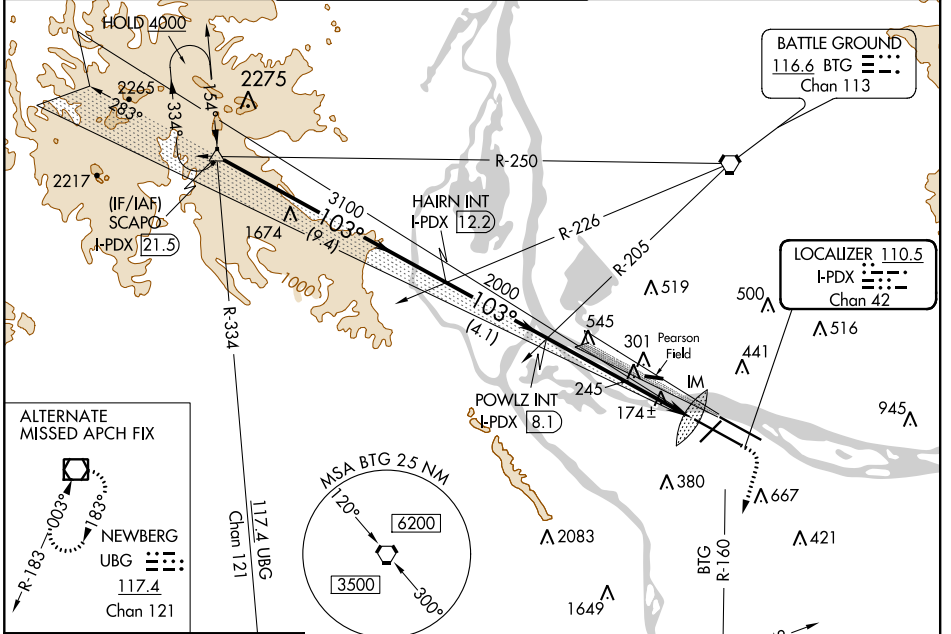 HOLD 4000
2265
2275
283°
334°
154°
2217
(IF/IAF)
SCAPO
I-PDX 21.5
1674
3100
103°
(9.4)
1000
HAIRN INT
I-PDX 12.2
R-250
R-226
R-205
BATTLE GROUND
116.6 BTG
Chan 113
LOCALIZER 110.5
I-PDX
Chan 42
2000
103°
(4.1)
519
500
516
545
301
Pearson
Field
441
245
IM
174±
945
POWLZ INT
I-PDX 8.1
R-334
117.4 UBG
Chan 121
380
667
421
2083
1649
BTG
R-160
ALTERNATE
MISSED APCH FIX
003°
183°
R-183
NEWBERG
UBG
117.4
Chan 121
MSA BTG 25 NM
120°
6200
3500
300°